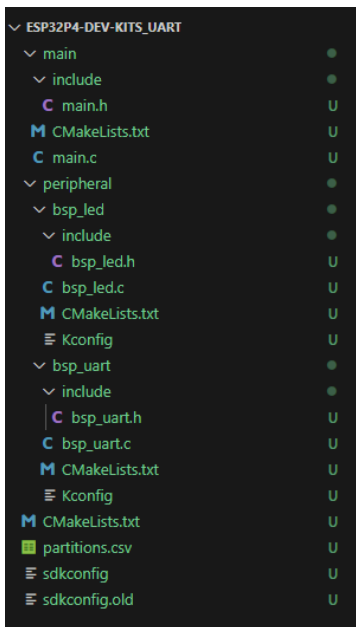 ESP32P4-DEV-KITS_UART
main
include
C main.h U
M CMakeLists.txt U
C main.c U
peripheral
bsp_led
include
C bsp_led.h U
C bsp_led.c U
M CMakeLists.txt U
Kconfig U
bsp_uart
include
C bsp_uart.h U
C bsp_uart.c U
M CMakeLists.txt U
Kconfig U
M CMakeLists.txt U
partitions.csv U
sdkconfig U
sdkconfig.old U